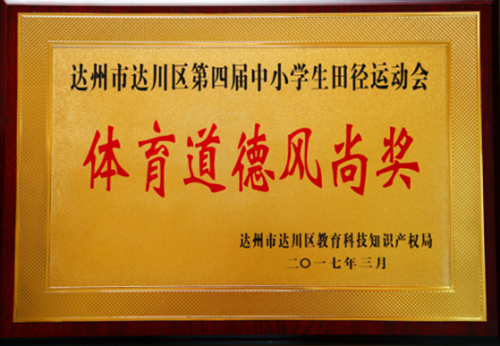 达州市达川区第四届中小学生田径运动会
体育道德风尚奖
达州市达川区教育科技知识产权局
二〇一七年三月